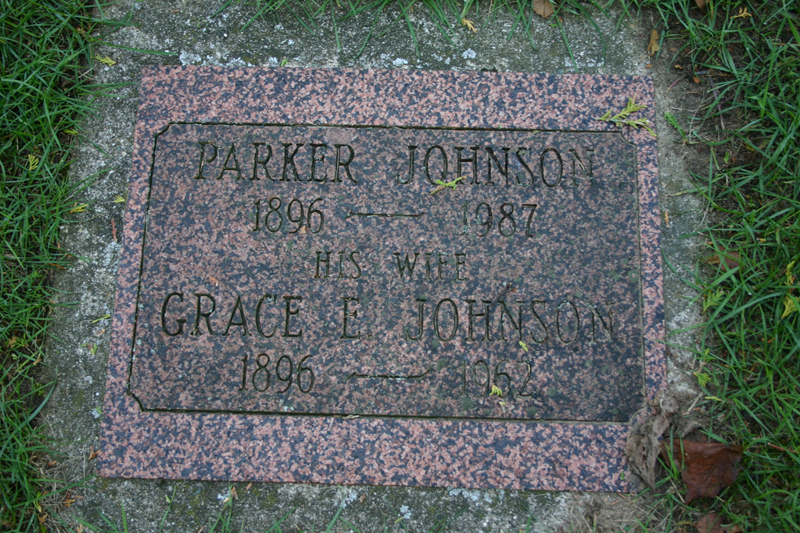 PARKER JOHNSON
1896 — 1987
HIS WIFE
GRACE E. JOHNSON
1896 — 1962